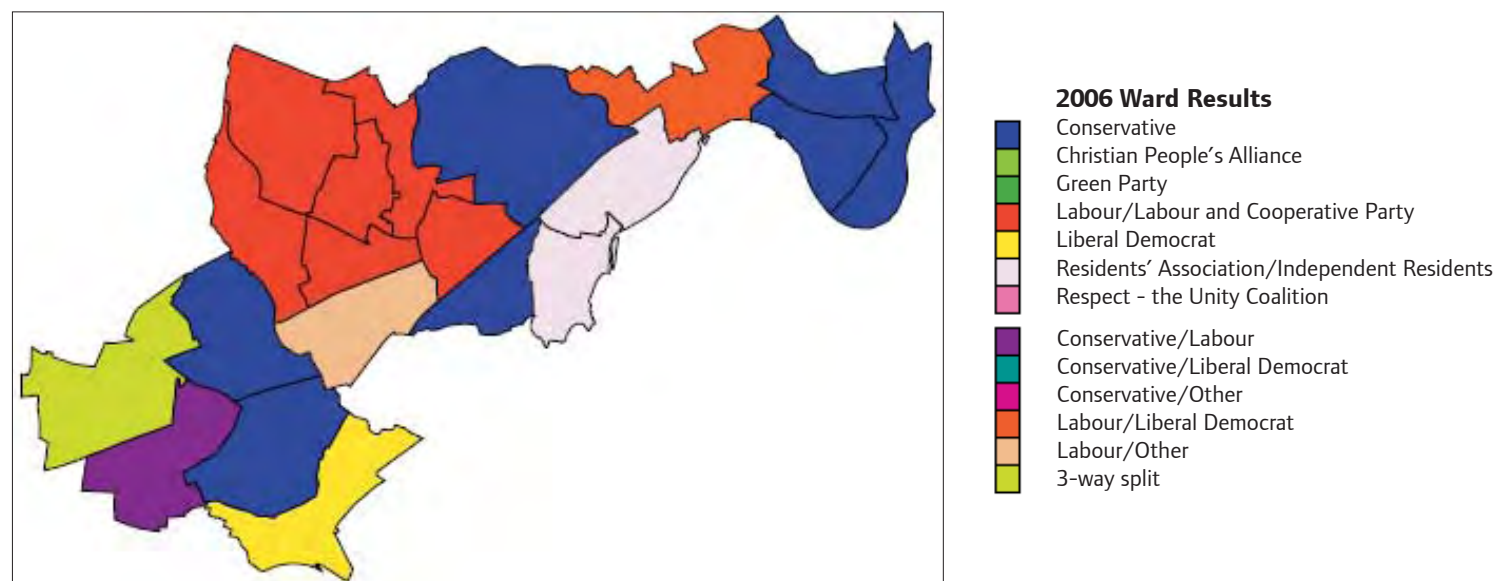 2006 Ward Results
Conservative
Christian People's Alliance
Green Party
Labour/Labour and Cooperative Party
Liberal Democrat
Residents' Association/Independent Residents
Respect - the Unity Coalition
Conservative/Labour
Conservative/Liberal Democrat
Conservative/Other
Labour/Liberal Democrat
Labour/Other
3-way split